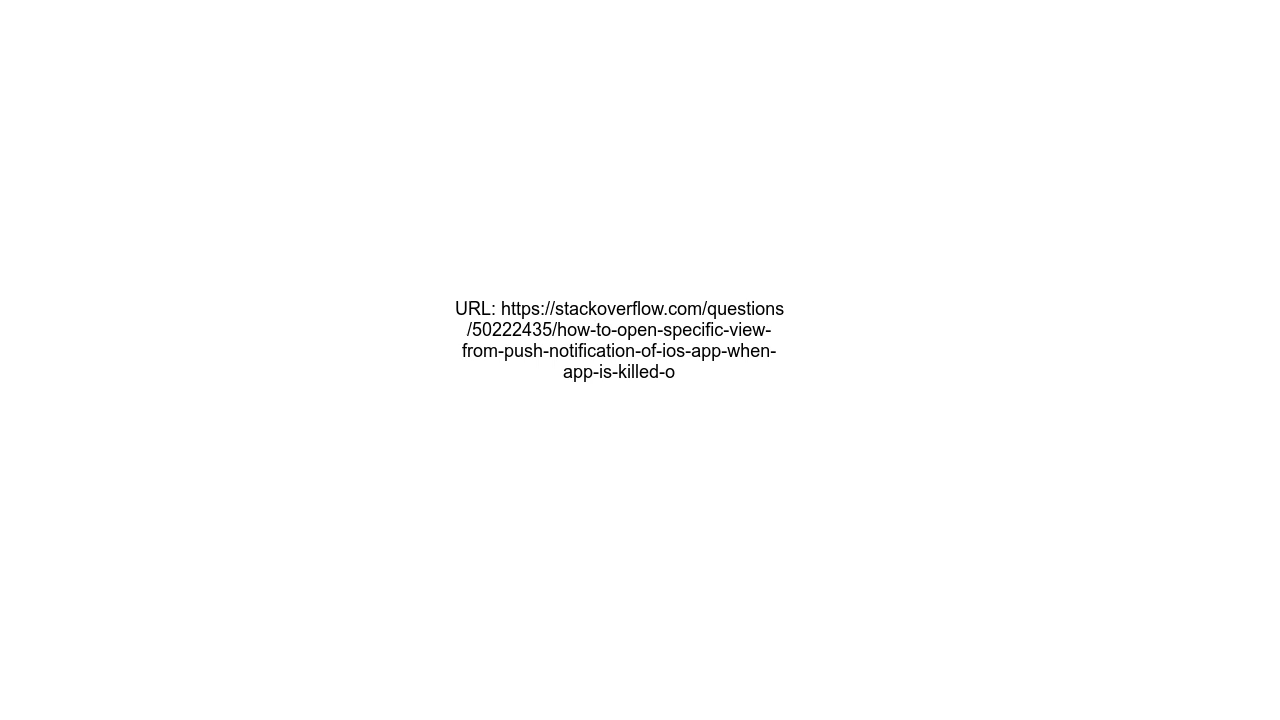 URL: https://stackoverflow.com/questions
/50222435/how-to-open-specific-view-
from-push-notification-of-ios-app-when-
app-is-killed-o